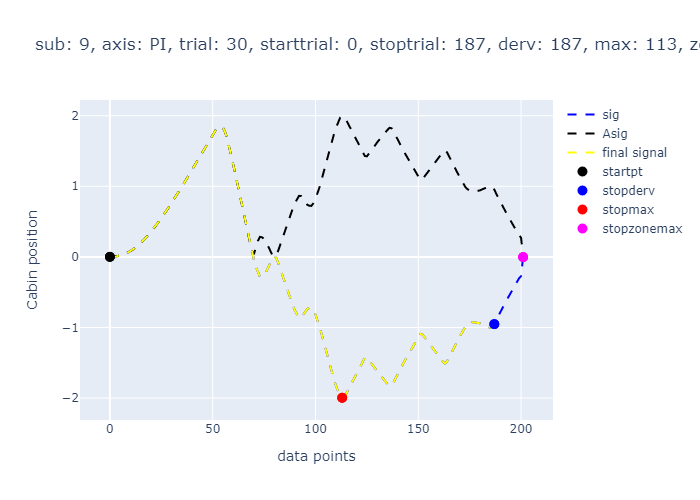 sub: 9, axis: PI, trial: 30, starttrial: 0, stoptrial: 187, derv: 187, max: 113, z
2
1
0
−1
−2
Cabin position
0
50
100
150
200
data points
sig
Asig
final signal
startpt
stopderv
stopmax
stopzonemax